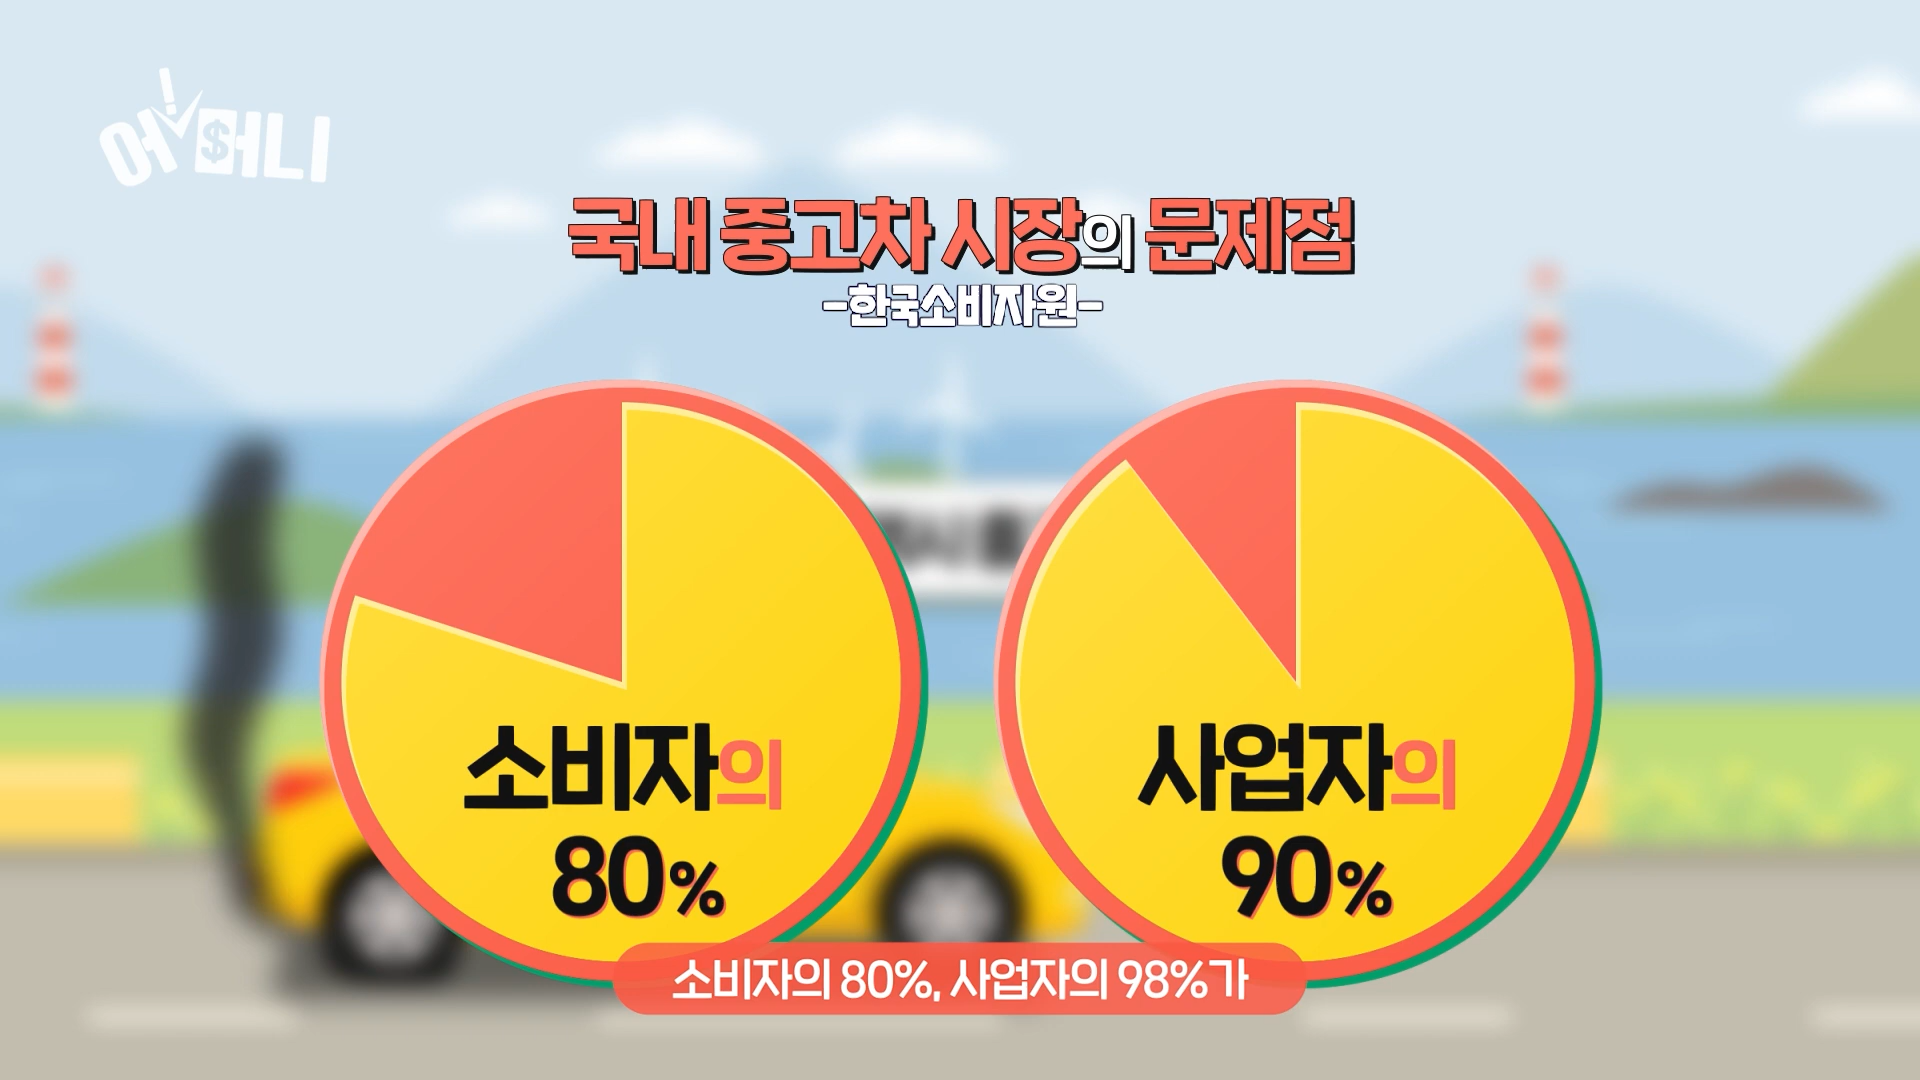 어머니
국내 중고차 시장의 문제점
-한국소비자원-
소비자의
80%
사업자의
90%
소비자의 80%, 사업자의 98%가